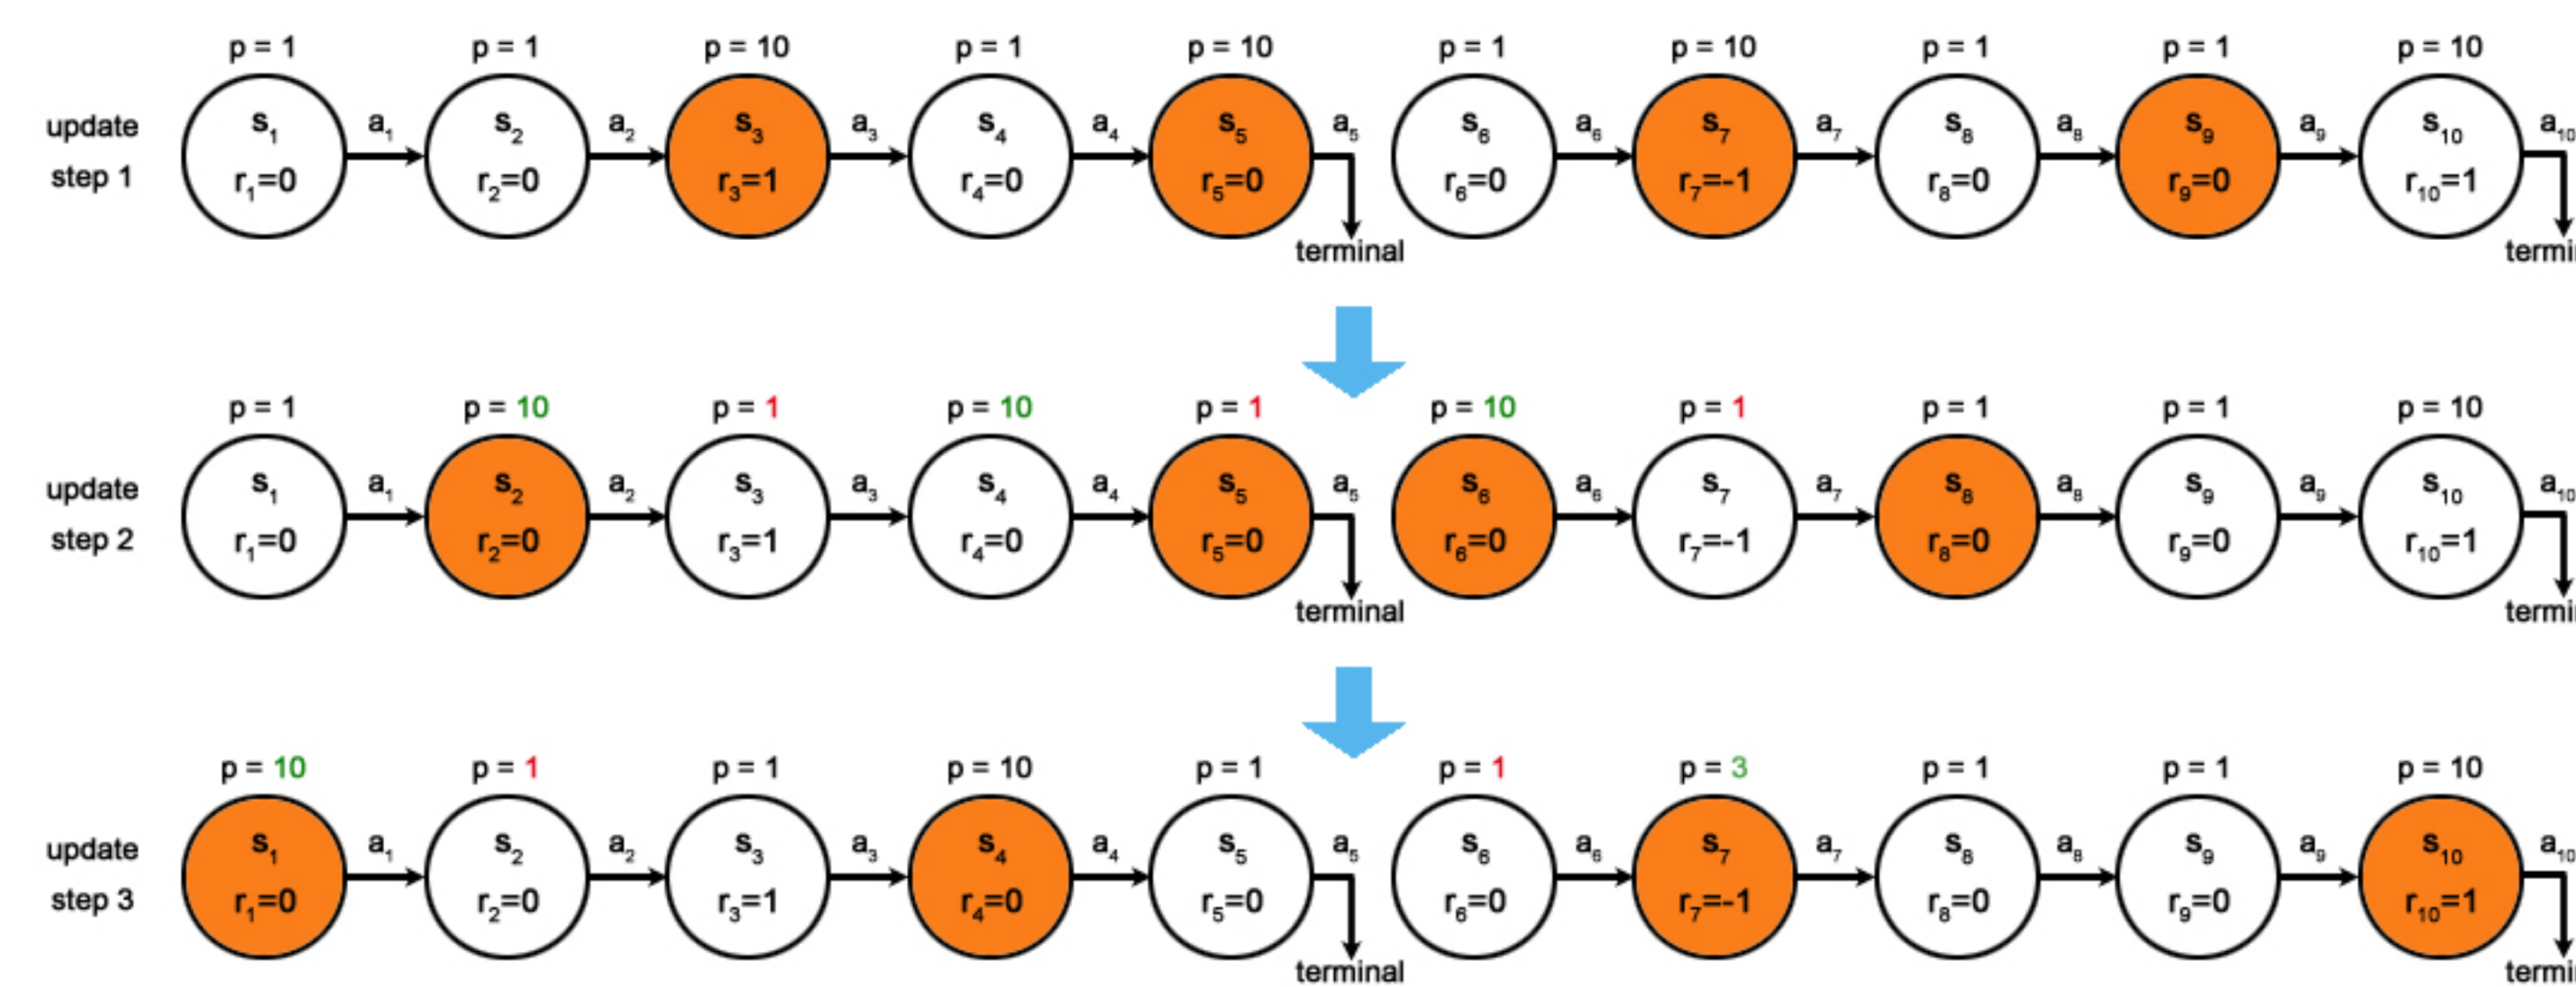 p = 1 p = 1 p = 10 p = 1 p = 10 p = 1 p = 10 p = 1 p = 1 p = 10
update s₁ a₁ s₂ a₂ s₃ a₃ s₄ a₄ s₅ a₅ s₆ a₆ s₇ a₇ s₈ a₈ s₉ a₉ s₁₀ a₁₀
step 1 r₁=0 r₂=0 r₃=1 r₄=0 r₅=0 r₆=0 r₇=-1 r₈=0 r₉=0 r₁₀=1
terminal
p = 1 p = 10 p = 1 p = 10 p = 1 p = 10 p = 1 p = 1 p = 1 p = 10
update s₁ a₁ s₂ a₂ s₃ a₃ s₄ a₄ s₅ a₅ s₆ a₆ s₇ a₇ s₈ a₈ s₉ a₉ s₁₀ a₁₀
step 2 r₁=0 r₂=0 r₃=1 r₄=0 r₅=0 r₆=0 r₇=-1 r₈=0 r₉=0 r₁₀=1
terminal
p = 10 p = 1 p = 1 p = 10 p = 1 p = 1 p = 3 p = 1 p = 1 p = 10
update s₁ a₁ s₂ a₂ s₃ a₃ s₄ a₄ s₅ a₅ s₆ a₆ s₇ a₇ s₈ a₈ s₉ a₉ s₁₀ a₁₀
step 3 r₁=0 r₂=0 r₃=1 r₄=0 r₅=0 r₆=0 r₇=-1 r₈=0 r₉=0 r₁₀=1
terminal